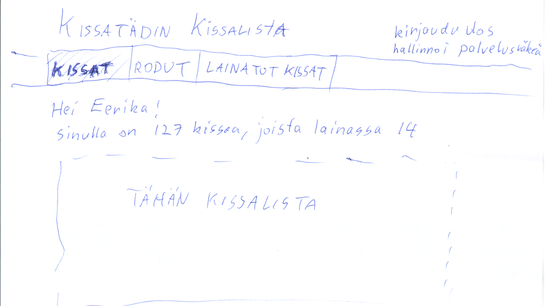 KISSATÄDIN KISSALISTA
kirjaudu ulos
hallinnoi palveluskäkrä
KISSAT RODUT LAINATUT KISSAT
Hei Eerika!
sinulla on 127 kissaa, joista lainassa 14
TÄHÄN KISSALISTA